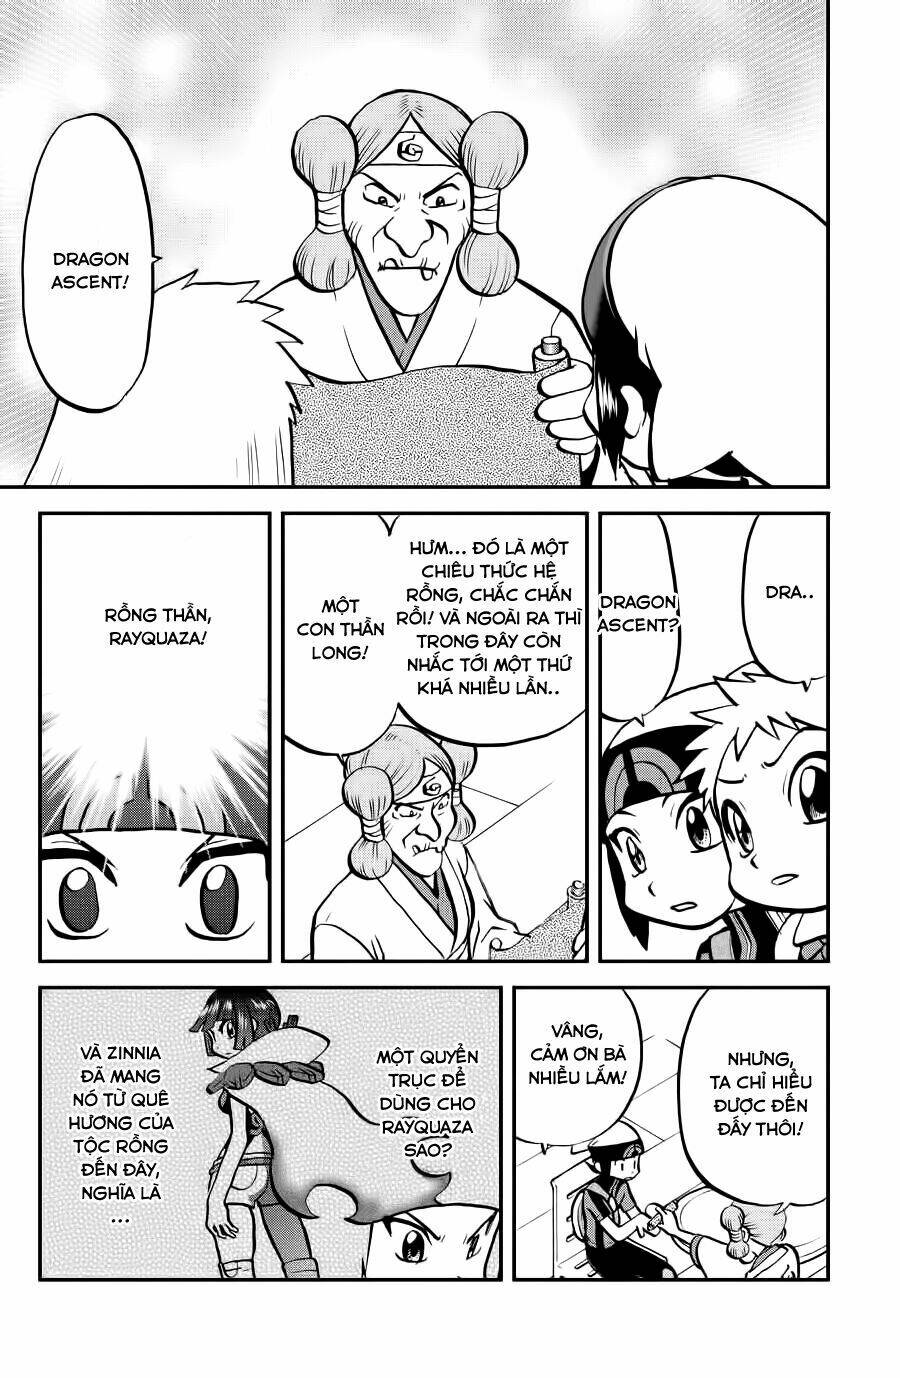 DRAGON
ASCENT!
DRA..
DRAGON
ASCENT?
HƯM... ĐÓ LÀ MỘT
CHIÊU THỨC HỆ
RỒNG, CHẮC CHẮN
RỒI! VÀ NGOÀI RA THÌ
TRONG ĐÂY CÒN
NHẮC TỚI MỘT THỨ
KHÁ NHIỀU LẦN..
MỘT
CON THẦN
LONG!
RỒNG THẦN,
RAYQUAZA!
NHƯNG,
TA CHỈ HIỂU
ĐƯỢC ĐẾN
ĐẤY THÔI!
VÂNG,
CẢM ƠN BÀ
NHIỀU LẮM!
MỘT QUYỂN
TRỤC ĐỂ
DÙNG CHO
RAYQUAZA
SAO?
VÀ ZINNIA
ĐÃ MANG
NÓ TỪ QUÊ
HƯƠNG CỦA
TỘC RỒNG
ĐẾN ĐÂY,
NGHĨA LÀ
...